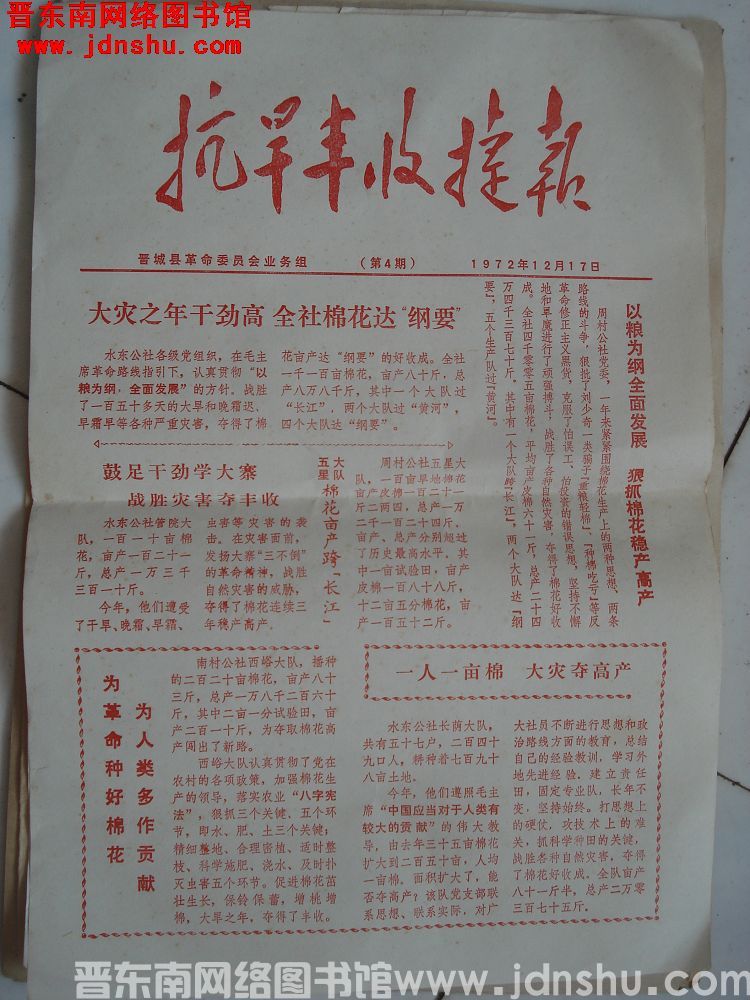 晋东南网络图书馆
www.jdnshu.com
抗旱丰收捷报
晋城县革命委员会业务组 （第4期） 1972年12月17日
大灾之年干劲高 全社棉花达“纲要”
水东公社各级党组织，在毛主
席革命路线指引下，认真贯彻“以
粮为纲，全面发展”的方针。战胜
了一百五十多天的大旱和晚霜迟、
早霜早等各种严重灾害，夺得了棉
花亩产达“纲要”的好收成。全社
一千一百亩棉花，亩产八十斤，总
产八万八千斤，其中一个大队过
“长江”，两个大队过“黄河”，
四个大队达“纲要”。
以粮为纲全面发展 狠抓棉花稳产高产
周村公社党委，一年来紧紧围绕棉花生产上的两种思想、两条
路线的斗争，狠批了刘少奇一类骗子“重粮轻棉”、“种棉吃亏”等反
革命修正主义黑货，克服了怕误工、怕投资的错误思想，坚持不懈
地和旱魔进行了顽强搏斗，战胜了各种自然灾害，夺得了棉花好收
成。全社四千零五亩棉花，平均亩产皮棉六十一斤，总产二十四
万四千三百七十斤。其中有一个大队跨“长江”，两个大队达“纲
要”，五个生产队过“黄河”。
鼓足干劲学大寨
战胜灾害夺丰收
水东公社管院大
队，一百一十亩棉
花，亩产一百二十一
斤，总产一万三千
三百一十斤。
今年，他们遭受
了干旱、晚霜、早霜、
虫害等灾害的袭
击。在灾害面前，
发扬大寨“三不倒”
的革命精神，战胜
自然灾害的威胁，
夺得了棉花连续三
年稳产高产。
五星大队棉花亩产跨“长江”
周村公社五星大
队，一百亩旱地棉花
亩产皮棉一百二十一
斤二两四，总产一万
二千一百二十四斤，
亩产、总产分别超过
了历史最高水平。其
中一亩试验田，亩产
皮棉一百八十八斤，
十二亩五分棉花，亩
产一百五十二斤。
为人类多作贡献
为革命种好棉花
南村公社西峪大队，播种
的二百二十亩棉花，亩产八十
三斤，总产一万八千二百六十
斤，其中二亩一分试验田，亩
产二百一十斤，为夺取棉花高
产闯出了新路。
西峪大队认真贯彻了党在
农村的各项政策，加强棉花生
产的领导，落实农业“八字宪
法”，狠抓三个关键、五个环
节，即水、肥、土三个关键；
精细整地、合理密植、适时整
枝、科学施肥、浇水、及时扑
灭虫害五个环节。促进棉花茁
壮生长，保铃保蕾，增桃增
棉，大旱之年，夺得了丰收。
一人一亩棉 大灾夺高产
水东公社长荫大队，
共有五十七户，二百四十
九口人，耕种着七百九十
八亩土地。
今年，他们遵照毛主
席“中国应当对于人类有
较大的贡献”的伟大教
导，由去年三十五亩棉花
扩大到二百五十亩，人均
一亩棉。面积扩大了，能
否夺高产？该队党支部联
系思想、联系实际，对广
大社员不断进行思想和政
治路线方面的教育，总结
自己的经验教训，学习外
地先进经验，建立责任
田，固定专业队，长年不
变，坚持始终。打思想上
的硬仗，攻技术上的难
关，抓科学种田的关键，
战胜各种自然灾害，夺得
了棉花好收成。全队亩产
八十一斤半，总产二万零
三百七十五斤。
晋东南网络图书馆 www.jdnshu.com